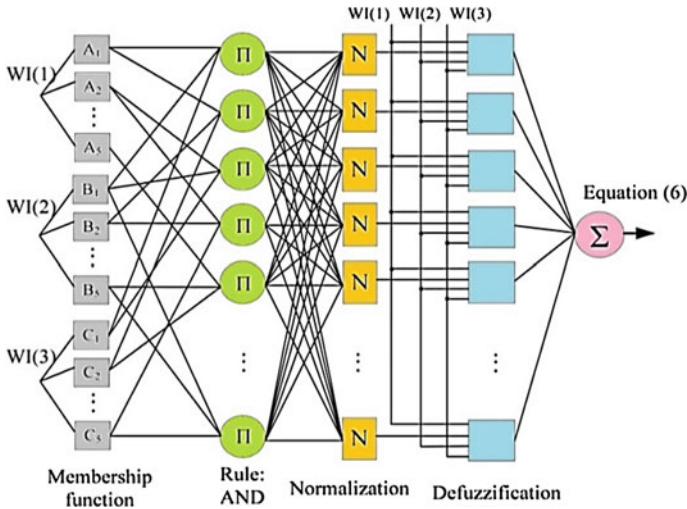 WI(1) WI(2) WI(3)
WI(1)
A₁
A₂
⋮
A₅
WI(2)
B₁
B₂
⋮
B₅
WI(3)
C₁
C₂
⋮
C₅
Π
Π
Π
Π
Π
⋮
Π
N
N
N
N
N
⋮
N
⋮
Σ
Equation (6)
Membership
function
Rule:
AND
Normalization
Defuzzification